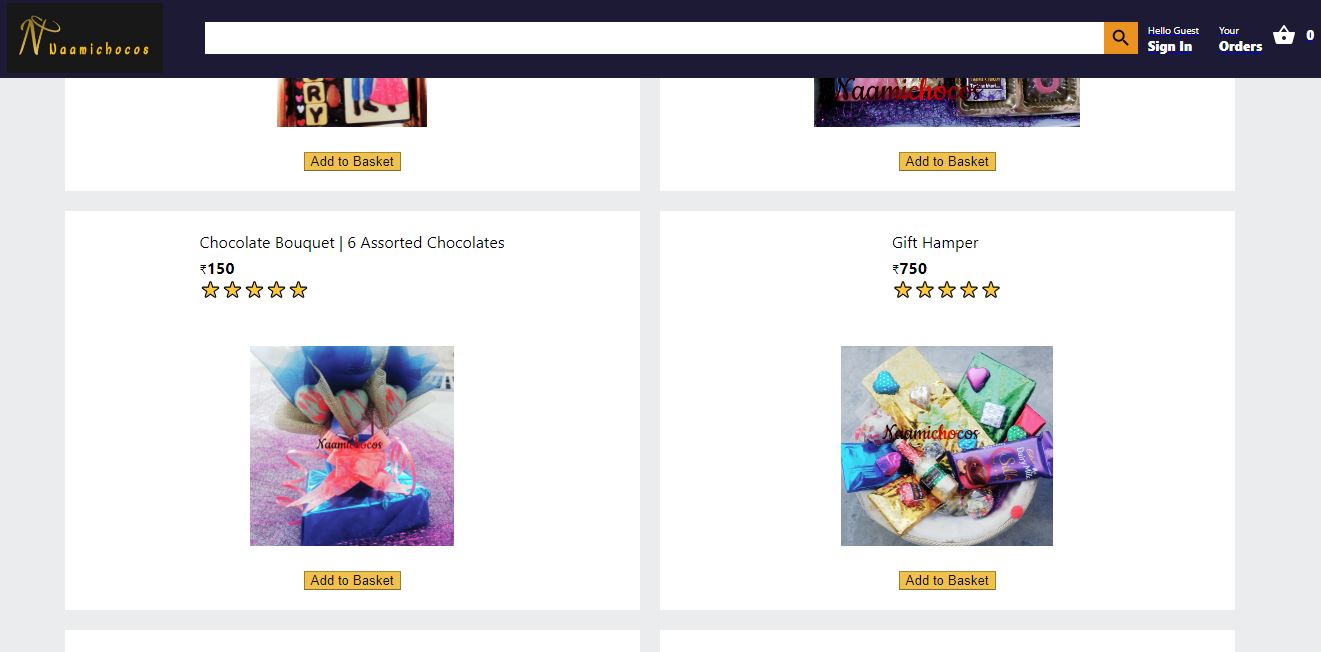 Naamichocos
Hello Guest
Sign In
Your
Orders
0
RY
Naamichocos
Add to Basket
Add to Basket
Chocolate Bouquet | 6 Assorted Chocolates
₹150
Gift Hamper
₹750
Naamichocos
Naamichocos
Dairy Milk
Silk
Add to Basket
Add to Basket